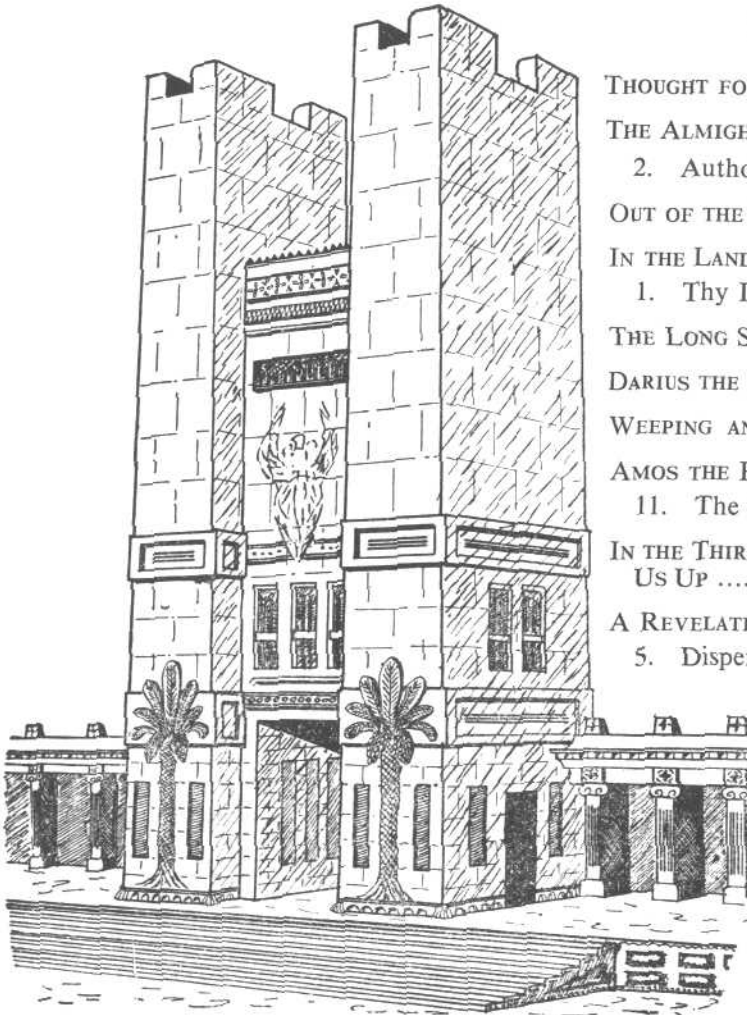 THOUGHT FO
THE ALMIGH
2. Autho
OUT OF THE
IN THE LAND
1. Thy
THE LONG S
DARIUS THE
WEEPING AN
AMOS THE
11. The
IN THE THIR
US UP ....
A REVELATI
5. Dispe